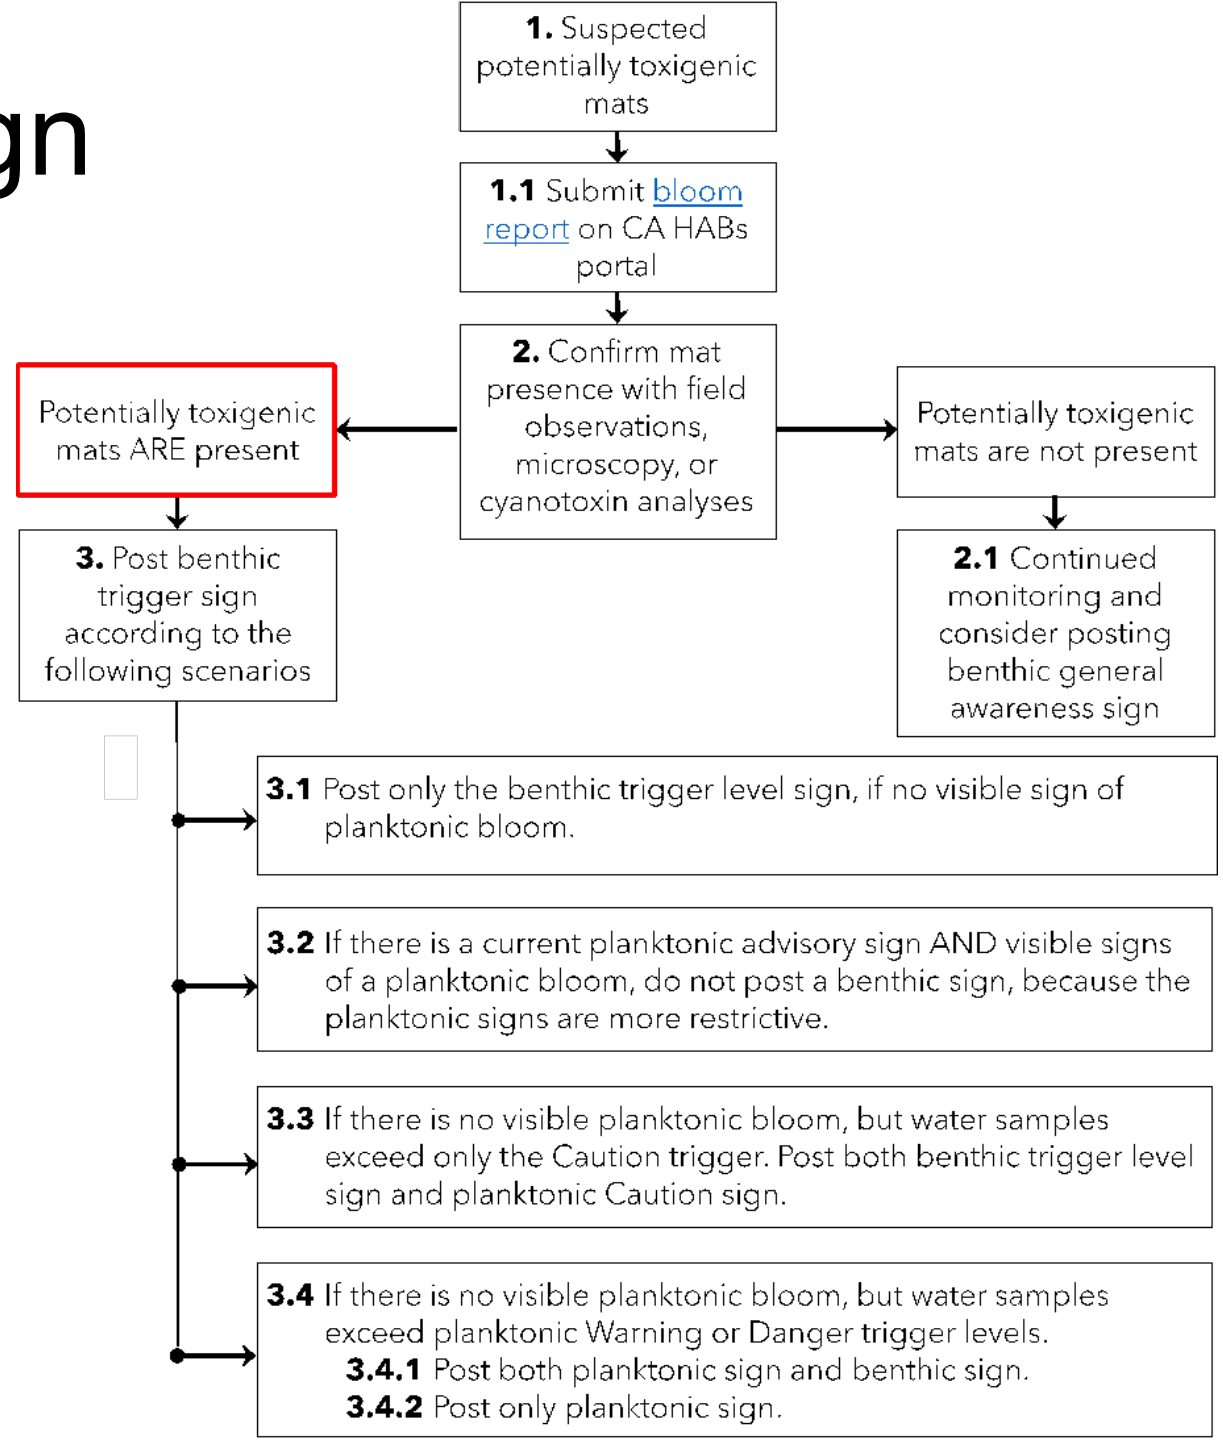 gn
1. Suspected
potentially toxigenic
mats
1.1 Submit bloom
report on CA HABs
portal
2. Confirm mat
presence with field
observations,
microscopy, or
cyanotoxin analyses
Potentially toxigenic
mats ARE present
Potentially toxigenic
mats are not present
3. Post benthic
trigger sign
according to the
following scenarios
2.1 Continued
monitoring and
consider posting
benthic general
awareness sign
3.1 Post only the benthic trigger level sign, if no visible sign of
planktonic bloom.
3.2 If there is a current planktonic advisory sign AND visible signs
of a planktonic bloom, do not post a benthic sign, because the
planktonic signs are more restrictive.
3.3 If there is no visible planktonic bloom, but water samples
exceed only the Caution trigger. Post both benthic trigger level
sign and planktonic Caution sign.
3.4 If there is no visible planktonic bloom, but water samples
exceed planktonic Warning or Danger trigger levels.
3.4.1 Post both planktonic sign and benthic sign.
3.4.2 Post only planktonic sign.